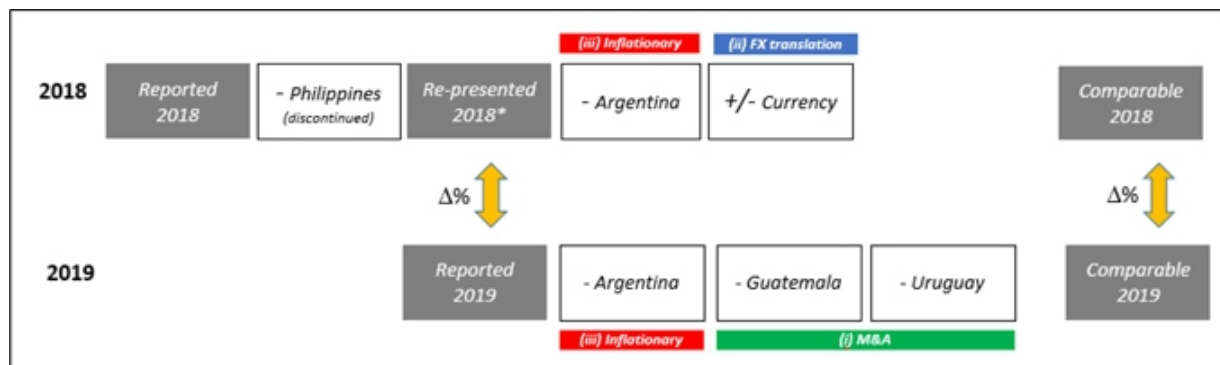 (iii) Inflationary
(ii) FX translation
2018
Reported
2018
- Philippines
(discontinued)
Re-presented
2018*
- Argentina
+/- Currency
Comparable
2018
Δ%
Δ%
2019
Reported
2019
- Argentina
- Guatemala
- Uruguay
Comparable
2019
(iii) Inflationary
(i) M&A